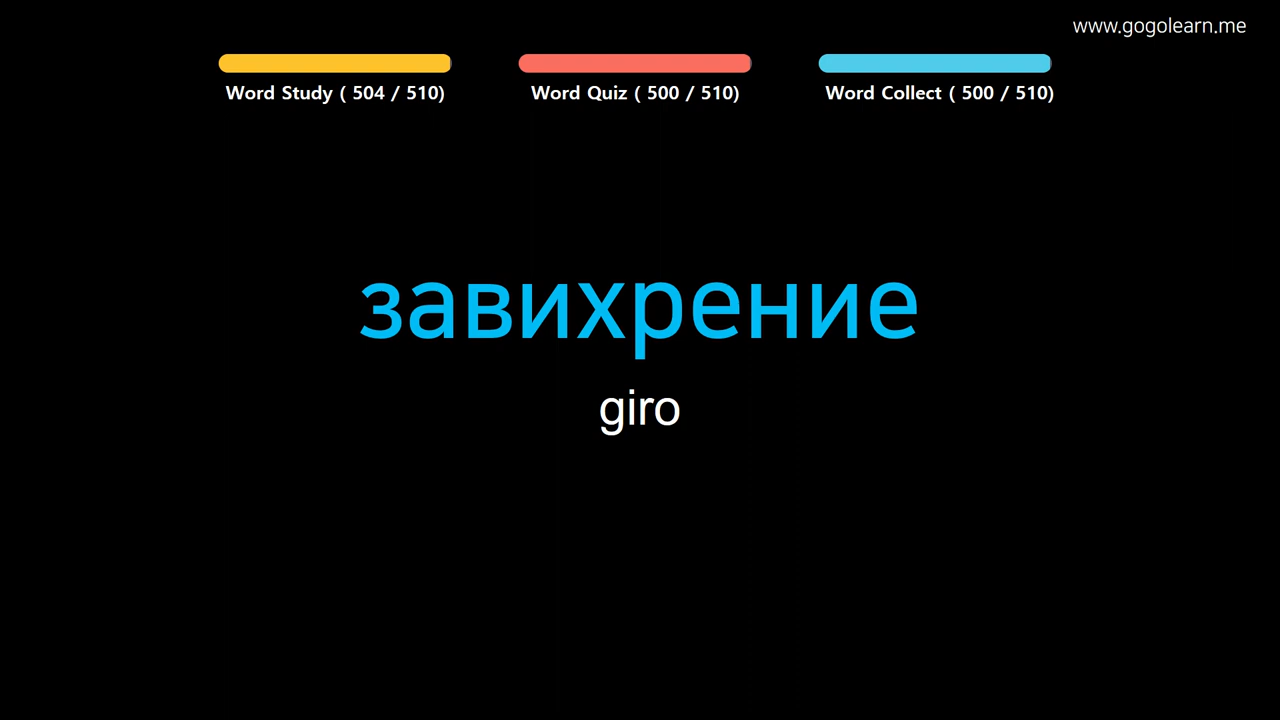 www.gogolearn.me
Word Study ( 504 / 510)
Word Quiz ( 500 / 510)
Word Collect ( 500 / 510)
завихрение
giro